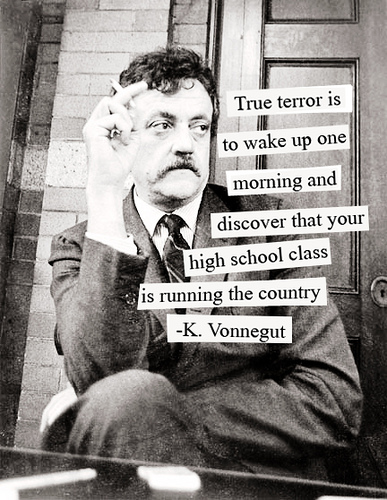 True terror is
to wake up one
morning and
discover that your
high school class
is running the country
-K. Vonnegut